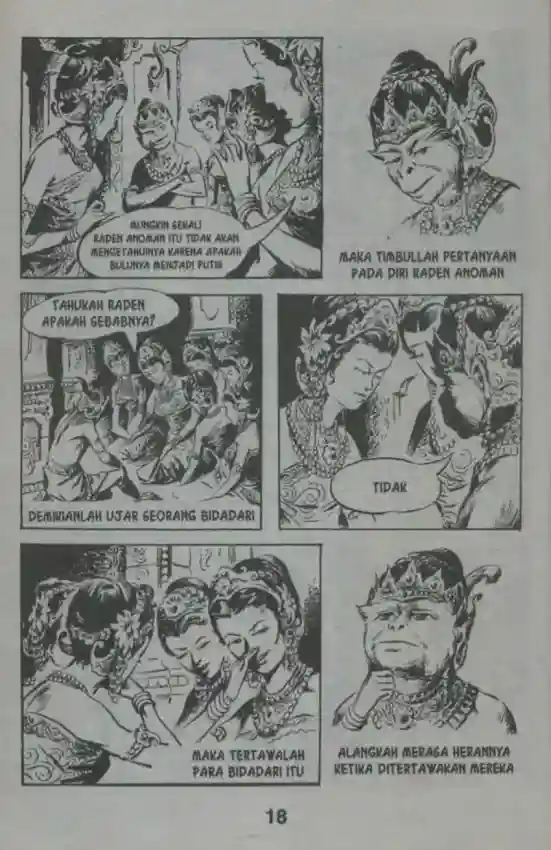 MUNGKIN SEKALI
RADEN ANOMAN ITU TIDAK AKAN
MENGETAHUINYA KARENA APAKAH
BULUNYA MENJADI PUTIH
MAKA TIMBULLAH PERTANYAAN
PADA DIRI RADEN ANOMAN
TAHUKAH RADEN
APAKAH SEBABNYA?
DEMIKIANLAH UJAR SEORANG BIDADARI
TIDAK
MAKA TERTAWALAH
PARA BIDADARI ITU
ALANGKAH MERASA HERANNYA
KETIKA DITERTAWAKAN MEREKA
18